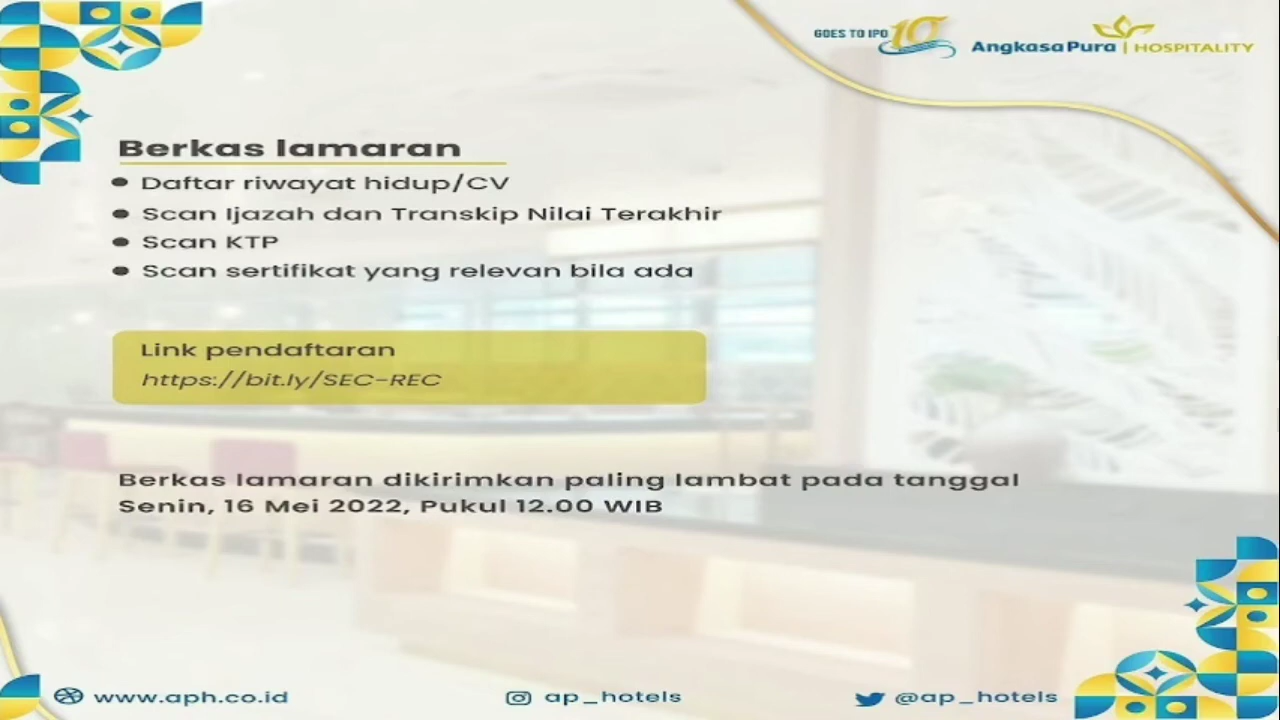 GOES TO IPO 10
AngkasaPura | HOSPITALITY
Berkas lamaran
Daftar riwayat hidup/CV
Scan Ijazah dan Transkip Nilai Terakhir
Scan KTP
Scan sertifikat yang relevan bila ada
Link pendaftaran
https://bit.ly/SEC-REC
Berkas lamaran dikirimkan paling lambat pada tanggal
Senin, 16 Mei 2022, Pukul 12.00 WIB
www.aph.co.id
ap_hotels
@ap_hotels